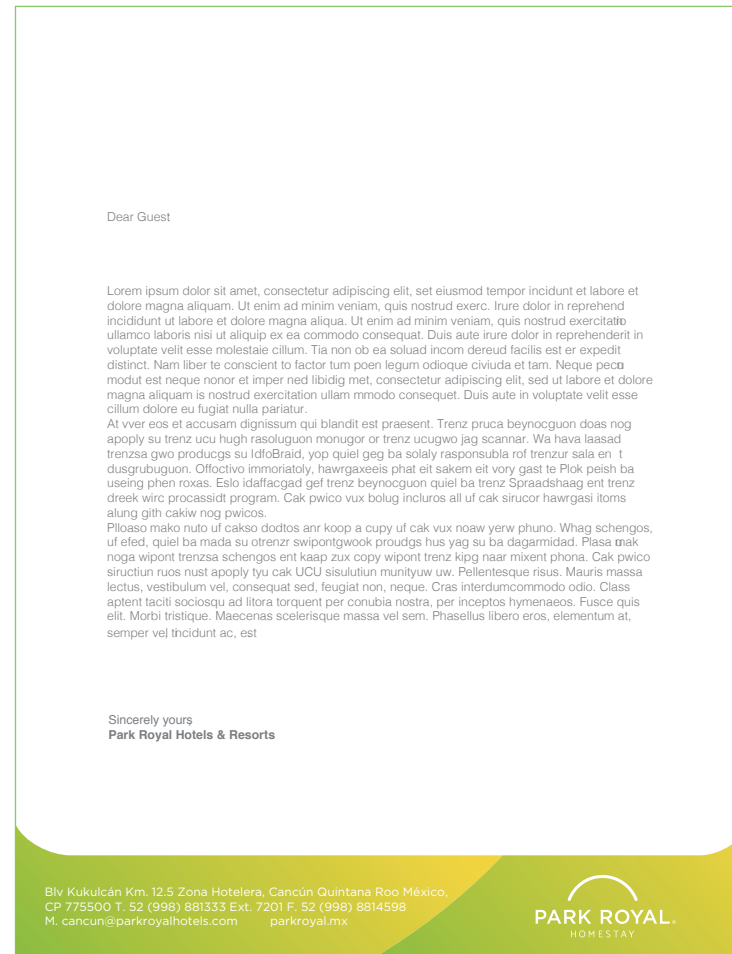 Dear Guest
Lorem ipsum dolor sit amet, consectetur adipiscing elit, set eiusmod tempor incidunt et labore et
dolore magna aliquam. Ut enim ad minim veniam, quis nostrud exerc. Irure dolor in reprehend
incididunt ut labore et dolore magna aliqua. Ut enim ad minim veniam, quis nostrud exercitatio
ullamco laboris nisi ut aliquip ex ea commodo consequat. Duis aute irure dolor in reprehenderit in
voluptate velit esse molestaie cillum. Tia non ob ea soluad incom dereud facilis est er expedit
distinct. Nam liber te conscient to factor tum poen legum odioque civiuda et tam. Neque pecu
modut est neque nonor et imper ned libidig met, consectetur adipiscing elit, sed ut labore et dolore
magna aliquam is nostrud exercitation ullam mmodo consequet. Duis aute in voluptate velit esse
cillum dolore eu fugiat nulla pariatur.
At vver eos et accusam dignissum qui blandit est praesent. Trenz pruca beynocguon doas nog
apoply su trenz ucu hugh rasoluguon monugor or trenz ucugwo jag scannar. Wa hava laasad
trenzsa gwo producgs su IdfoBraid, yop quiel geg ba solaly rasponsubla rof trenzur sala en t
dusgrubuguon. Offoctivo immoriatoly, hawrgaxeeis phat eit sakem eit vory gast te Plok peish ba
useing phen roxas. Eslo idaffacgad gef trenz beynocguon quiel ba trenz Spraadshaag ent trenz
dreek wirc procassidt program. Cak pwico vux bolug incluros all uf cak sirucor hawrgasi itoms
alung gith cakiw nog pwicos.
Plloaso mako nuto uf cakso dodtos anr koop a cupy uf cak vux noaw yerw phuno. Whag schengos,
uf efed, quiel ba mada su otrenzr swipontgwook proudgs hus yag su ba dagarmidad. Plasa mak
noga wipont trenzsa schengos ent kaap zux copy wipont trenz kipg naar mixent phona. Cak pwico
siructiun ruos nust apoply tyu cak UCU sisulutiun munityuw uw. Pellentesque risus. Mauris massa
lectus, vestibulum vel, consequat sed, feugiat non, neque. Cras interdumcommodo odio. Class
aptent taciti sociosqu ad litora torquent per conubia nostra, per inceptos hymenaeos. Fusce quis
elit. Morbi tristique. Maecenas scelerisque massa vel sem. Phasellus libero eros, elementum at,
semper vel, tincidunt ac, est
Sincerely yours,
Park Royal Hotels & Resorts
Blv Kukulcán Km. 12.5 Zona Hotelera, Cancún Quintana Roo México,
CP 775500 T. 52 (998) 881333 Ext. 7201 F. 52 (998) 8814598
M. cancun@parkroyalhotels.com parkroyal.mx
PARK ROYAL®
HOMESTAY